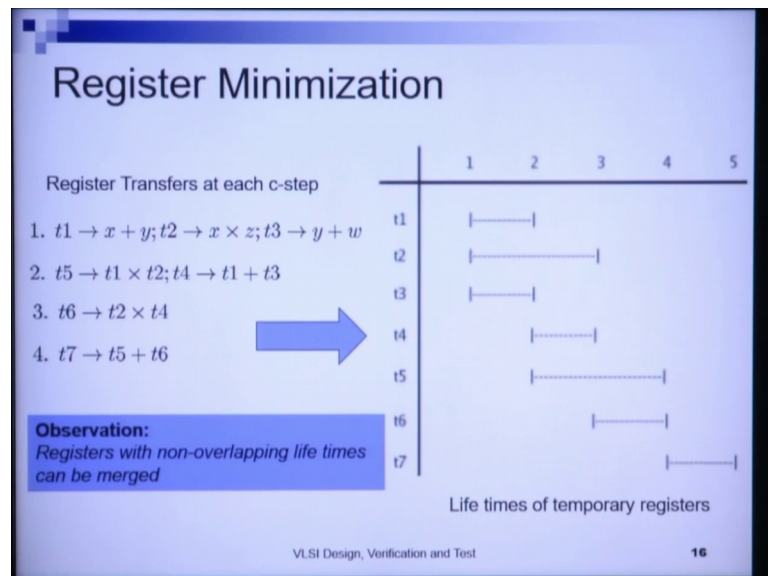 Register Minimization
Register Transfers at each c-step
1. t1 → x + y; t2 → x × z; t3 → y + w
2. t5 → t1 × t2; t4 → t1 + t3
3. t6 → t2 × t4
4. t7 → t5 + t6
Observation:
Registers with non-overlapping life times
can be merged
1 2 3 4 5
t1
t2
t3
t4
t5
t6
t7
Life times of temporary registers
VLSI Design, Verification and Test
16